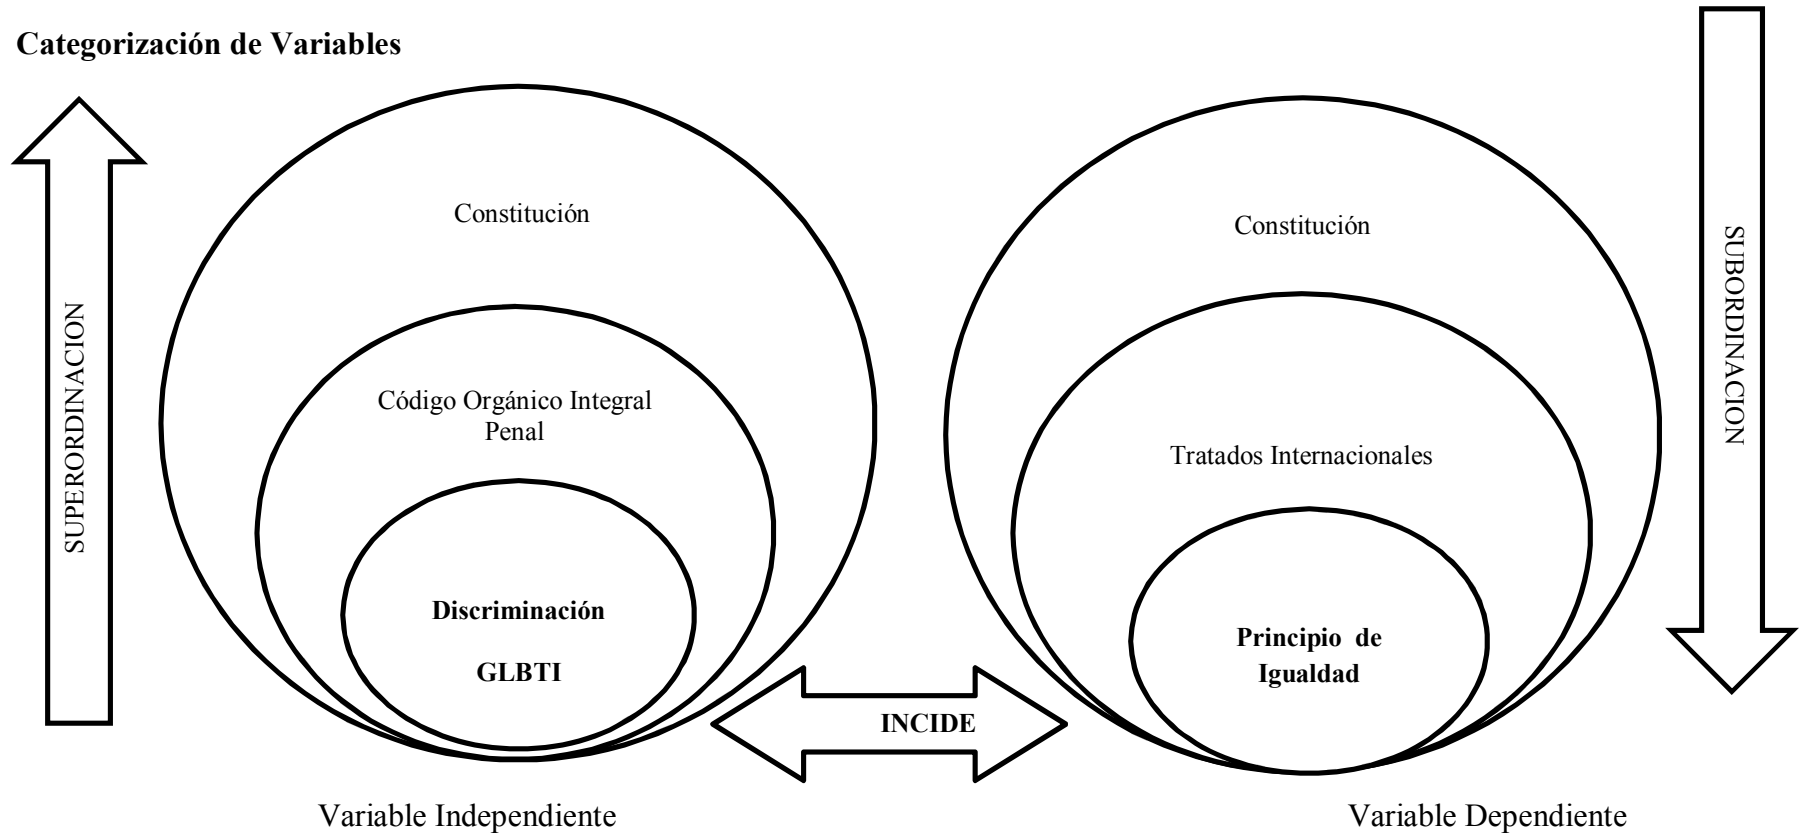 Categorización de Variables
SUPERORDINACION
Constitución
Código Orgánico Integral
Penal
Discriminación
GLBTI
INCIDE
Constitución
Tratados Internacionales
Principio de
Igualdad
SUBORDINACION
Variable Independiente
Variable Dependiente